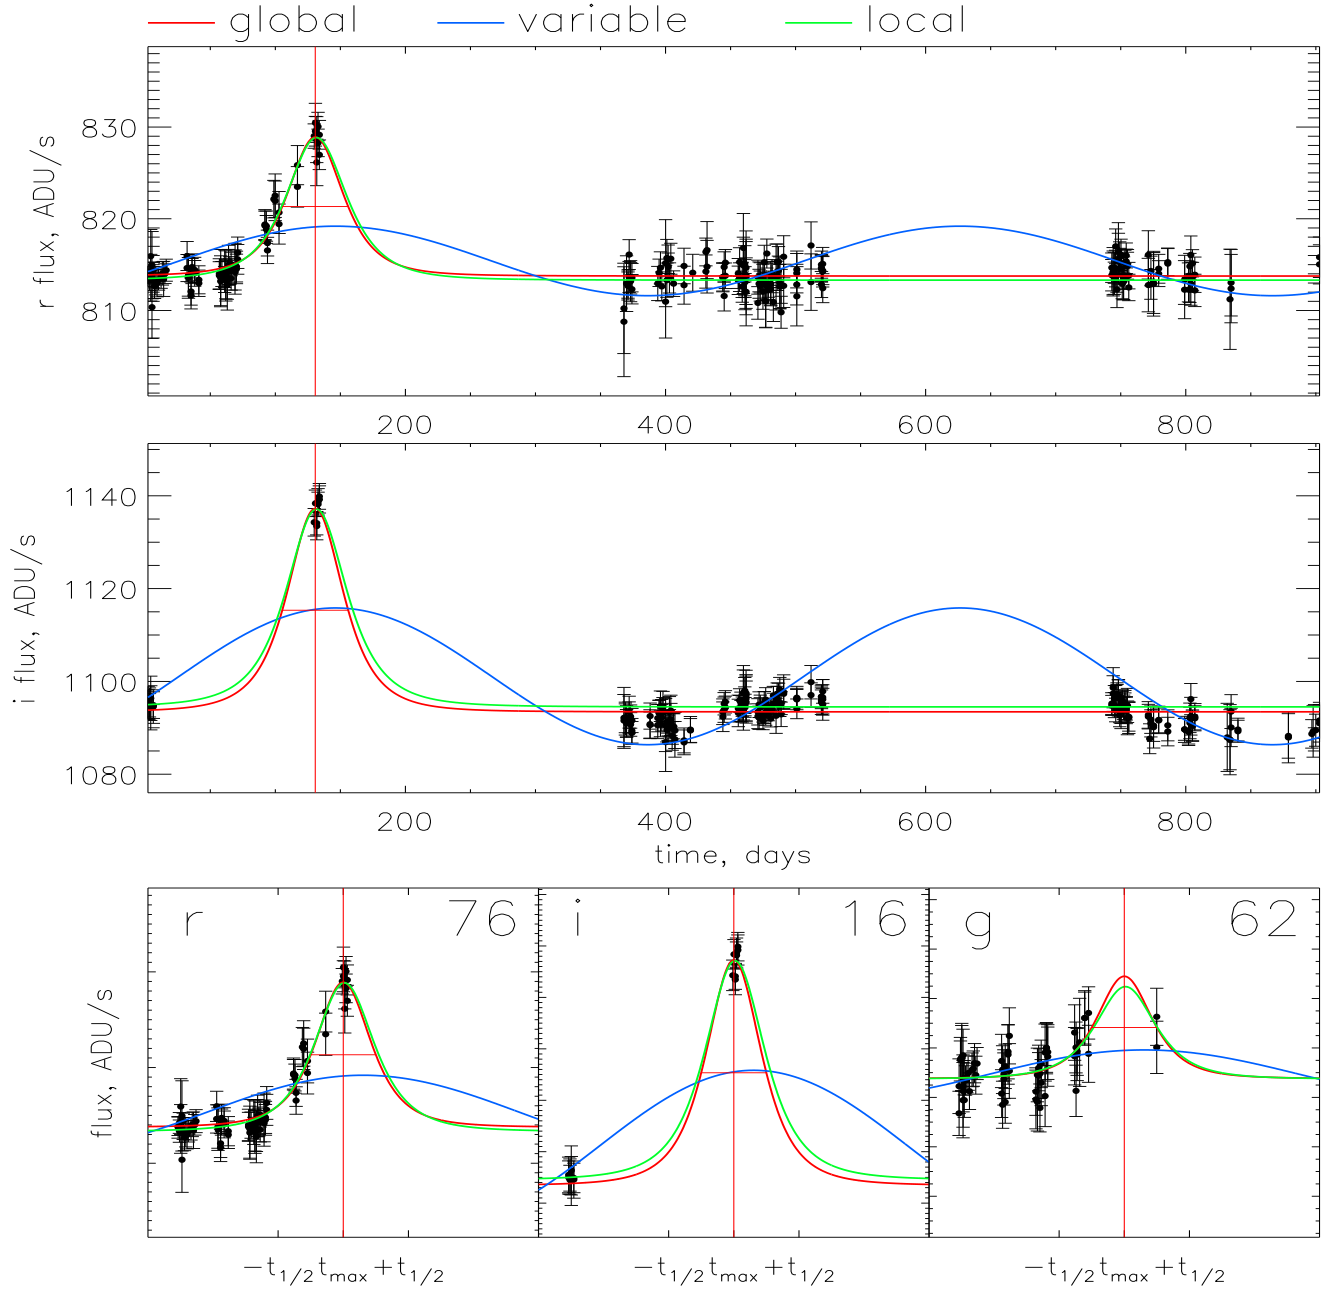 global variable local
830
820
810
r flux, ADU/s
200 400 600 800
1140
1120
1100
1080
i flux, ADU/s
200 400 600 800
time, days
r 76 i 16 g 62
flux, ADU/s
−t1/2 tmax +t1/2 −t1/2 tmax +t1/2 −t1/2 tmax +t1/2